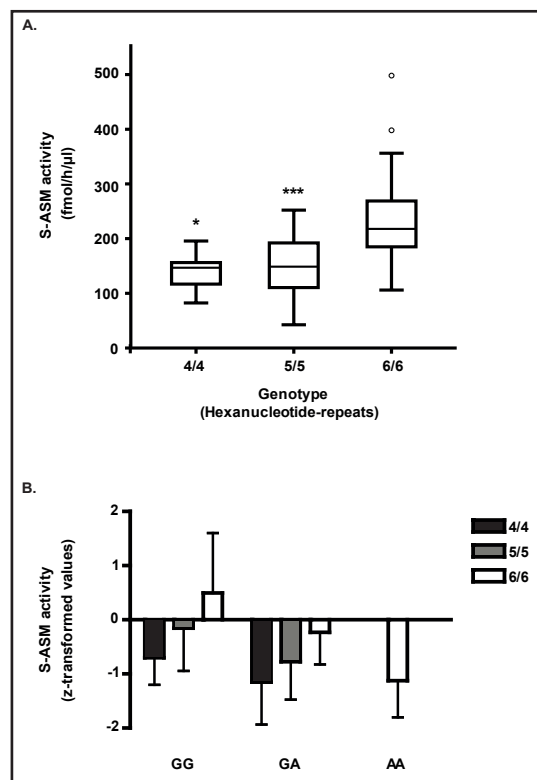 A.
S-ASM activity
(fmol/h/µl)
500
400
300
200
100
0
*
***
4/4
5/5
6/6
Genotype
(Hexanucleotide-repeats)
B.
S-ASM activity
(z-transformed values)
2
1
0
-1
-2
4/4
5/5
6/6
GG
GA
AA